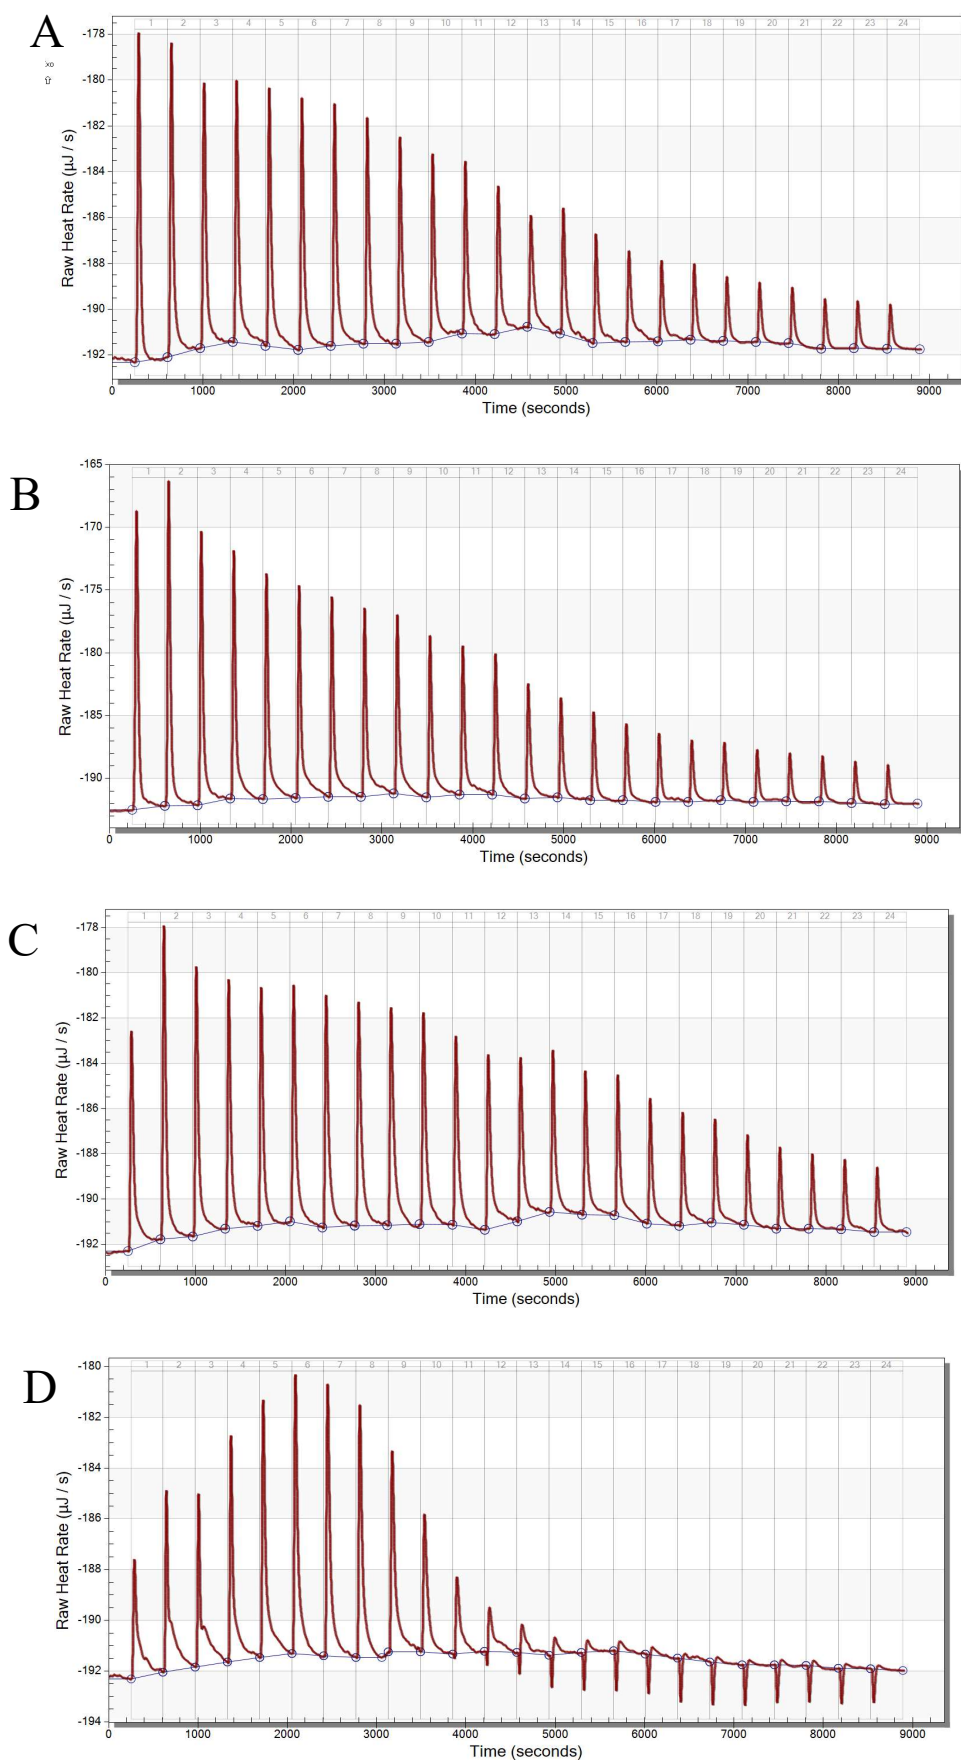 A
xo
1 2 3 4 5 6 7 8 9 10 11 12 13 14 15 16 17 18 19 20 21 22 23 24
-178
-180
-182
-184
-186
-188
-190
-192
Raw Heat Rate (µJ / s)
0 1000 2000 3000 4000 5000 6000 7000 8000 9000
Time (seconds)
B
1 2 3 4 5 6 7 8 9 10 11 12 13 14 15 16 17 18 19 20 21 22 23 24
-165
-170
-175
-180
-185
-190
Raw Heat Rate (µJ / s)
0 1000 2000 3000 4000 5000 6000 7000 8000 9000
Time (seconds)
C
1 2 3 4 5 6 7 8 9 10 11 12 13 14 15 16 17 18 19 20 21 22 23 24
-178
-180
-182
-184
-186
-188
-190
-192
Raw Heat Rate (µJ / s)
0 1000 2000 3000 4000 5000 6000 7000 8000 9000
Time (seconds)
D
1 2 3 4 5 6 7 8 9 10 11 12 13 14 15 16 17 18 19 20 21 22 23 24
-180
-182
-184
-186
-188
-190
-192
-194
Raw Heat Rate (µJ / s)
0 1000 2000 3000 4000 5000 6000 7000 8000 9000
Time (seconds)